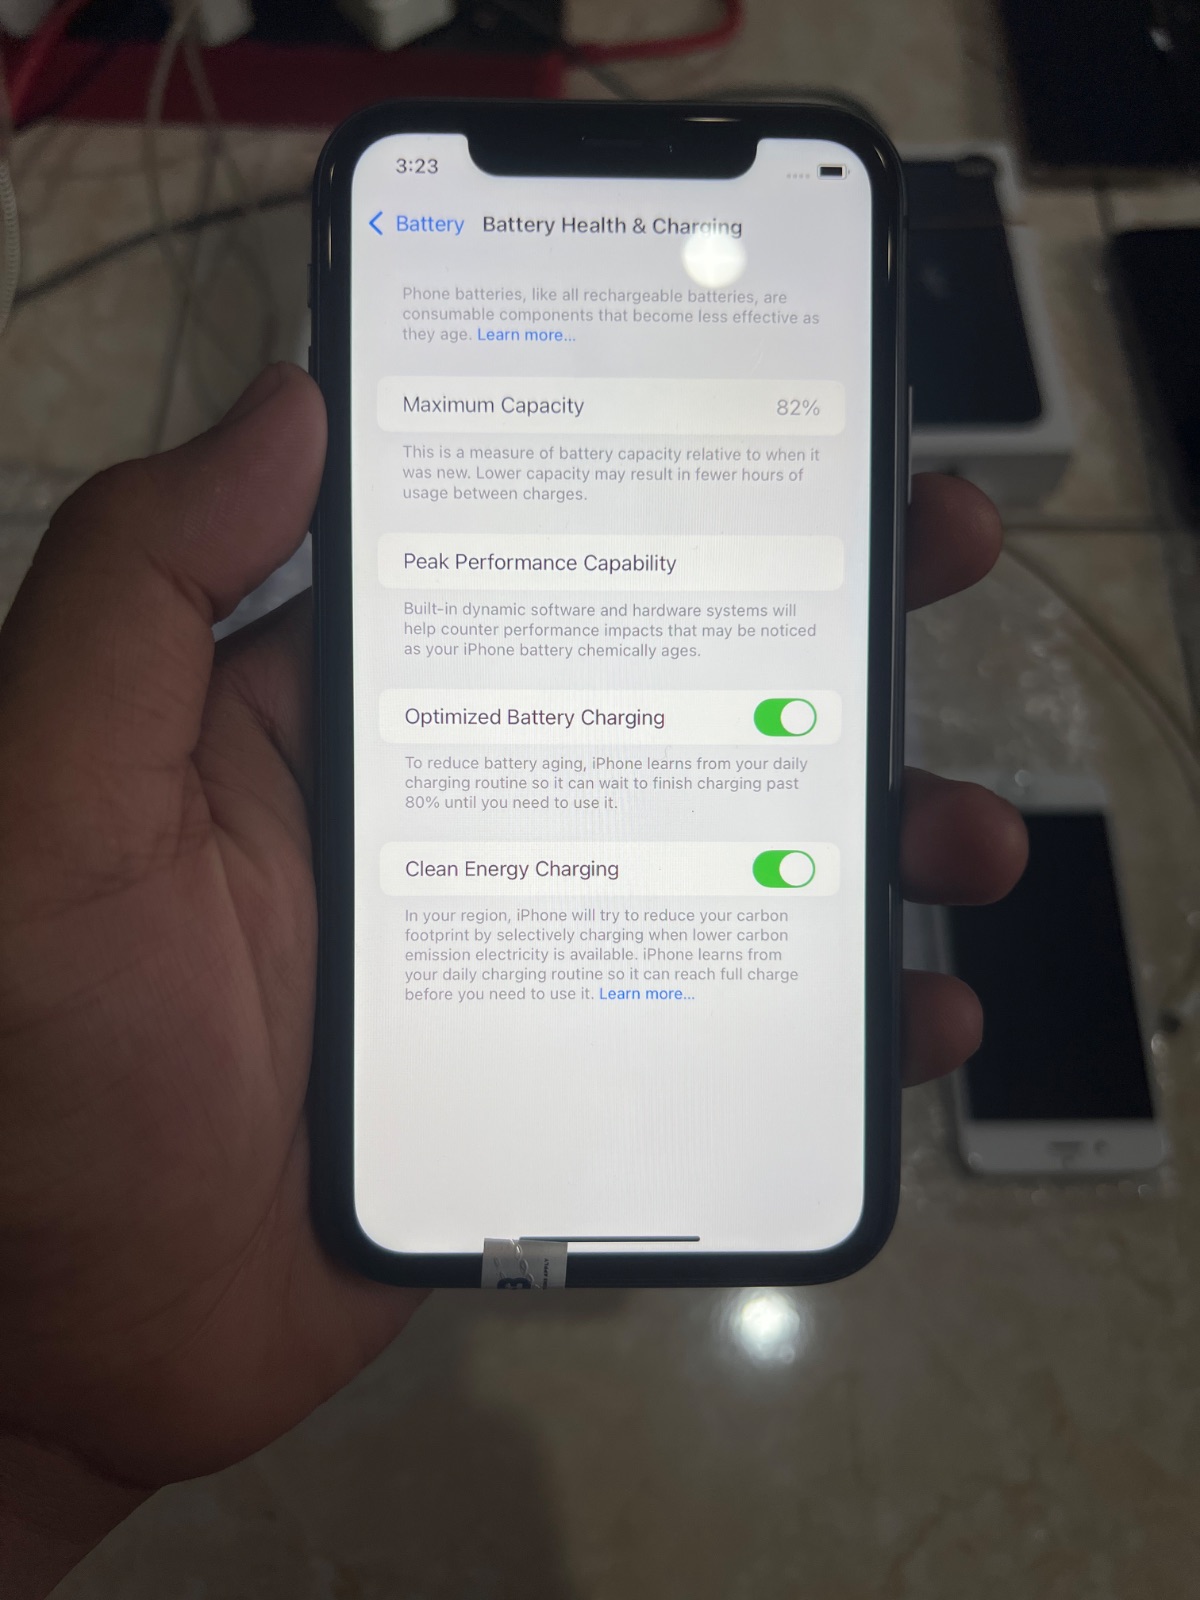 3:23
Battery Battery Health & Charging
Phone batteries, like all rechargeable batteries, are
consumable components that become less effective as
they age. Learn more...
Maximum Capacity 82%
This is a measure of battery capacity relative to when it
was new. Lower capacity may result in fewer hours of
usage between charges.
Peak Performance Capability
Built-in dynamic software and hardware systems will
help counter performance impacts that may be noticed
as your iPhone battery chemically ages.
Optimized Battery Charging
To reduce battery aging, iPhone learns from your daily
charging routine so it can wait to finish charging past
80% until you need to use it.
Clean Energy Charging
In your region, iPhone will try to reduce your carbon
footprint by selectively charging when lower carbon
emission electricity is available. iPhone learns from
your daily charging routine so it can reach full charge
before you need to use it. Learn more...